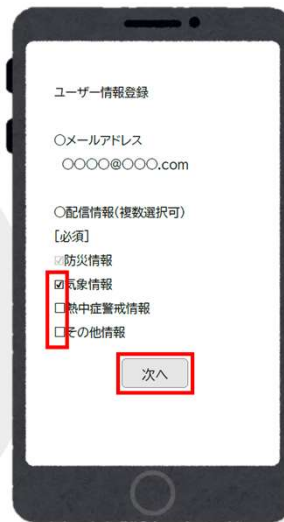 ユーザー情報登録
○メールアドレス
○○○○@○○○.com
○配信情報(複数選択可)
[必須]
☑防災情報
☑気象情報
□熱中症警戒情報
□その他情報
次へ